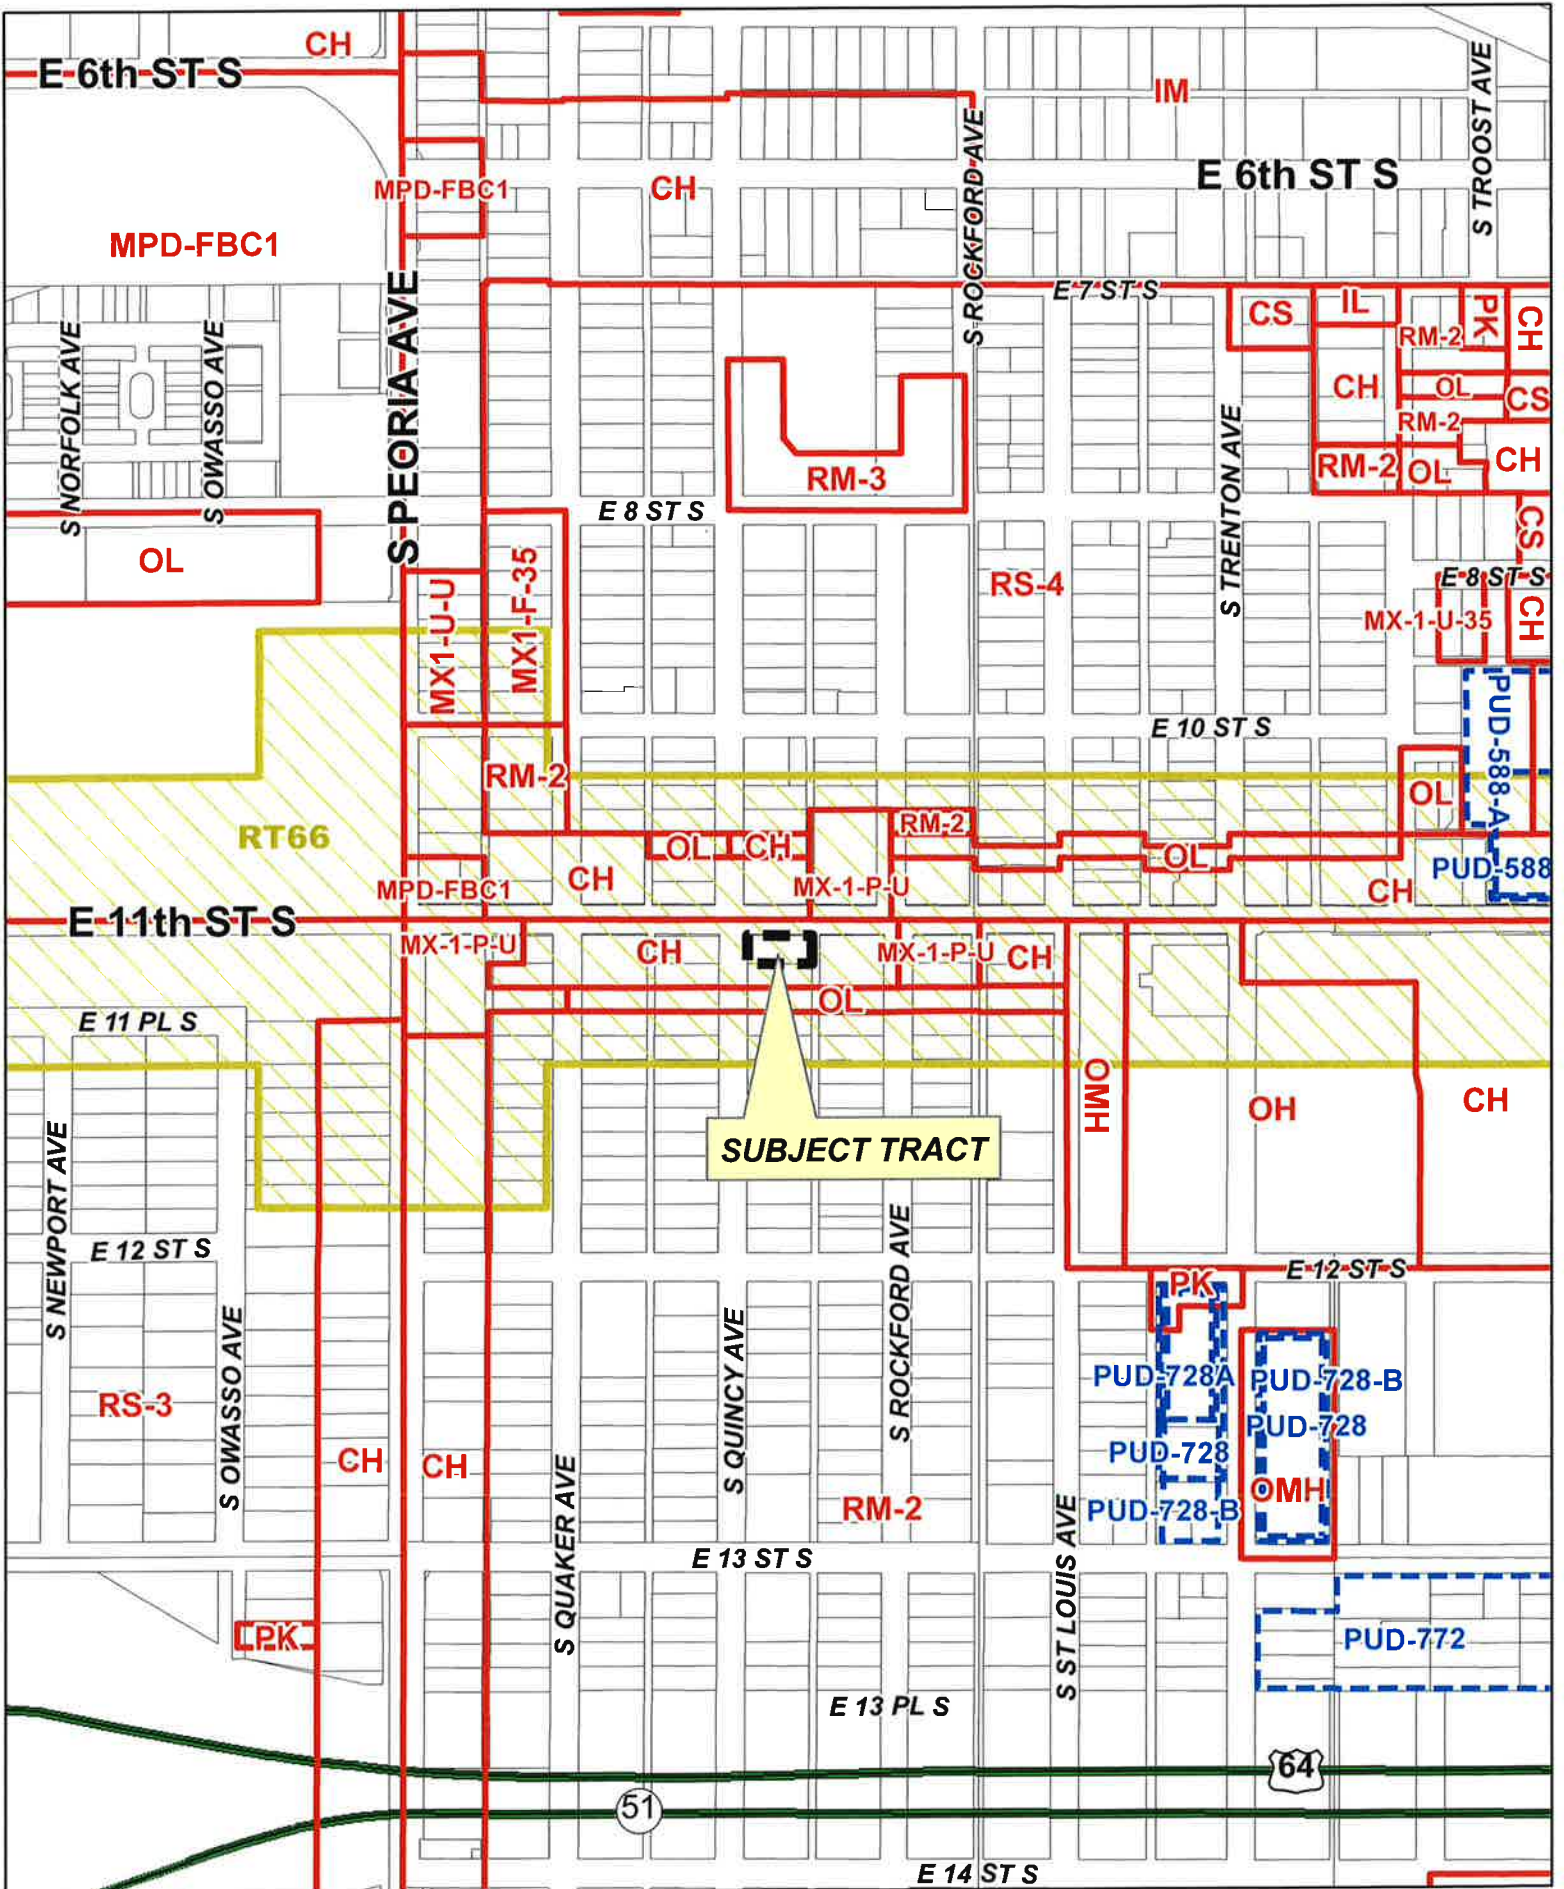 CH
E 6th ST S
IM
S TROOST AVE
S ROCKFORD AVE
E 6th ST S
MPD-FBC1
CH
MPD-FBC1
S PEORIA AVE
E 7 ST S
CS
IL
RM-2
PK
CH
S NORFOLK AVE
S OWASSO AVE
CH
OL
CS
RM-2
RM-3
S TRENTON AVE
RM-2
OL
CH
E 8 ST S
CS
OL
MX1-U-U
MX1-F-35
RS-4
E 8 ST S
MX-1-U-35
CH
PUD-588-A
E 10 ST S
RM-2
OL
RT66
RM-2
OL
CH
OL
PUD-588
MPD-FBC1
CH
MX-1-P-U
CH
E 11th ST S
MX-1-P-U
CH
MX-1-P-U
CH
OL
E 11 PL S
OMH
OH
CH
SUBJECT TRACT
S NEWPORT AVE
E 12 ST S
S ROCKFORD AVE
E 12 ST S
PK
S OWASSO AVE
S QUINCY AVE
PUD-728A
PUD-728-B
RS-3
PUD-728
CH
CH
PUD-728
S QUAKER AVE
RM-2
OMH
PUD-728-B
S ST LOUIS AVE
E 13 ST S
PK
PUD-772
E 13 PL S
64
51
E 14 ST S